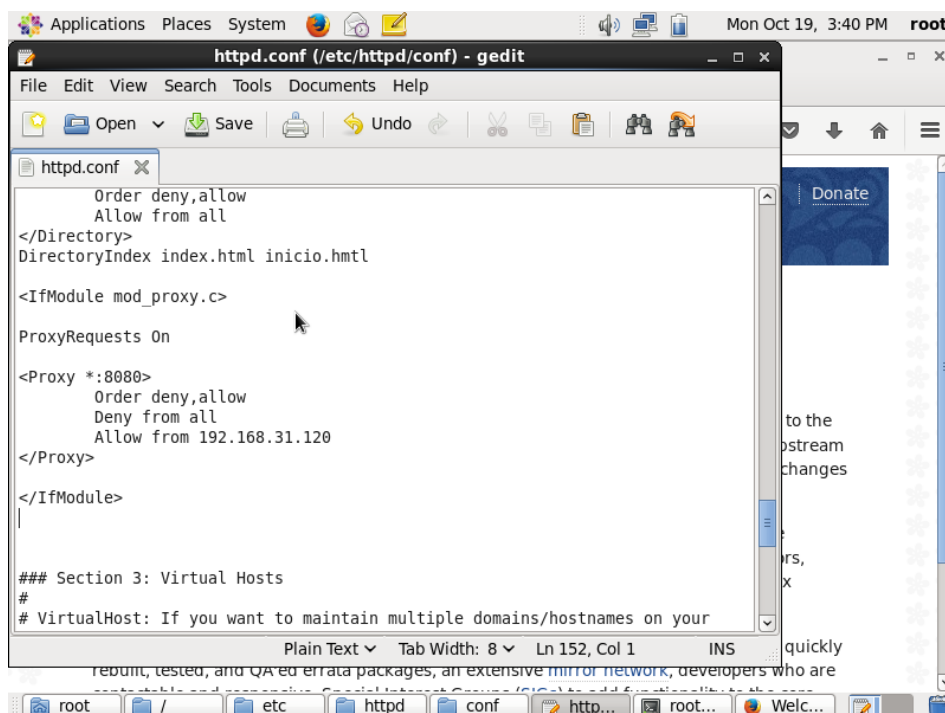 Applications Places System Mon Oct 19, 3:40 PM root
httpd.conf (/etc/httpd/conf) - gedit
File Edit View Search Tools Documents Help
Open Save Undo
httpd.conf
Order deny,allow
Allow from all
</Directory>
DirectoryIndex index.html inicio.hmtl
<IfModule mod_proxy.c>
ProxyRequests On
<Proxy *:8080>
Order deny,allow
Deny from all
Allow from 192.168.31.120
</Proxy>
</IfModule>
### Section 3: Virtual Hosts
#
# VirtualHost: If you want to maintain multiple domains/hostnames on your
Plain Text Tab Width: 8 Ln 152, Col 1 INS
Donate
to the
changes
quickly
rebuilt, tested, and QA'ed errata packages, an extensive mirror network, developers who are
root / etc httpd conf http... root... Welc...